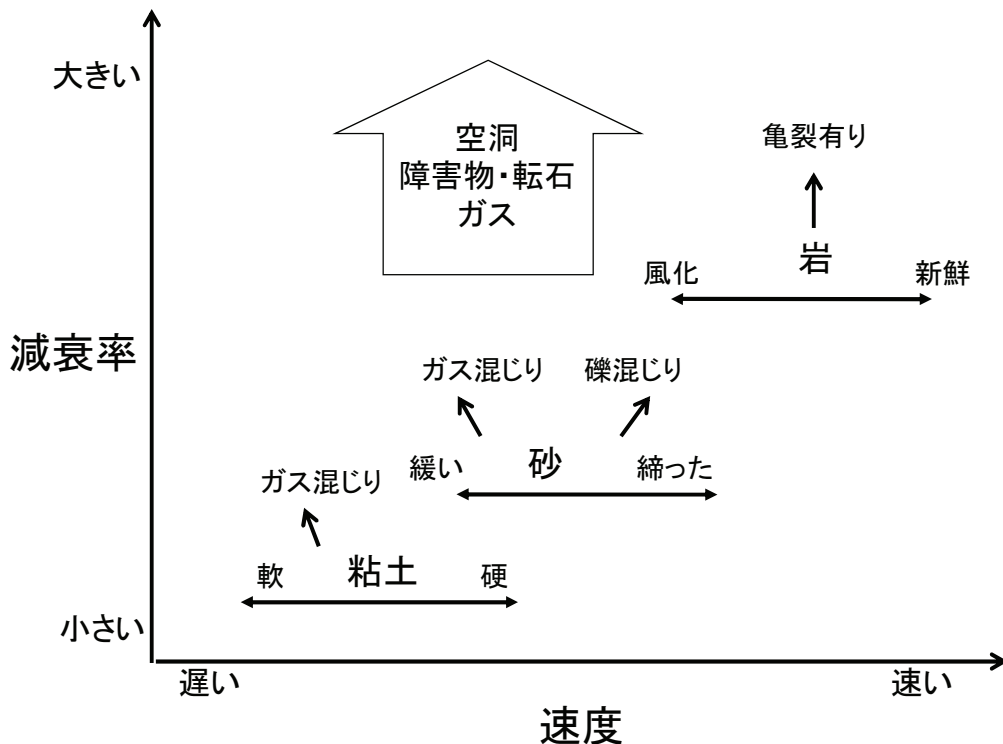 大きい
空洞
障害物・転石
ガス
亀裂有り
岩
風化
新鮮
減衰率
ガス混じり
礫混じり
緩い
砂
締った
ガス混じり
軟
粘土
硬
小さい
遅い
速い
速度